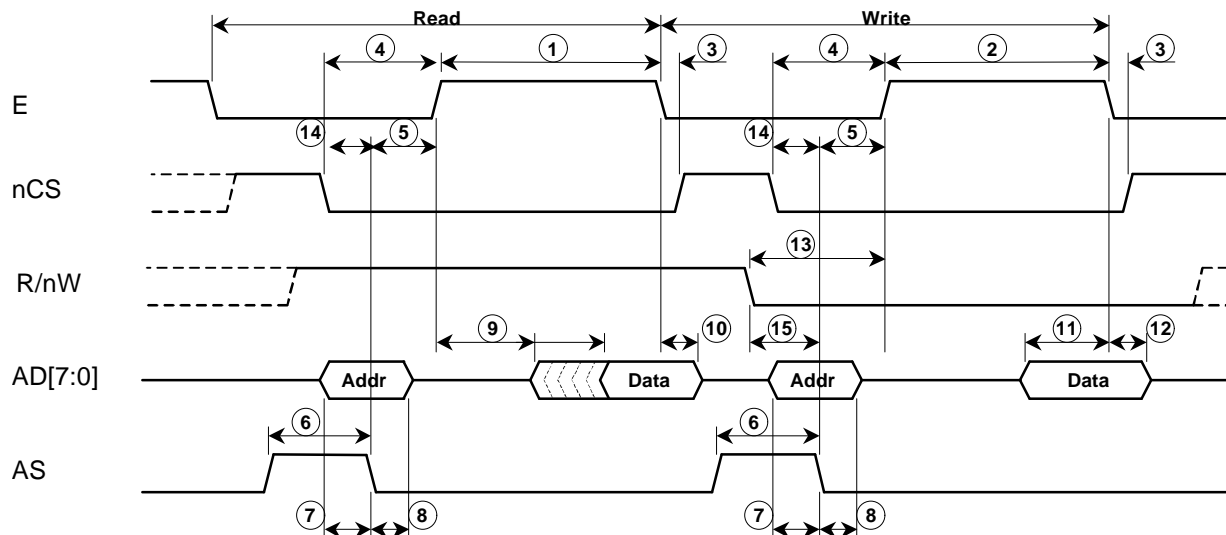 Read Write
④ ① ③ ④ ② ③
E
⑭ ⑤ ⑭ ⑤
nCS
⑬
R/nW
⑨ ⑩ ⑮ ⑪ ⑫
AD[7:0] Addr Data Addr Data
⑥ ⑥
AS
⑦ ⑧ ⑦ ⑧